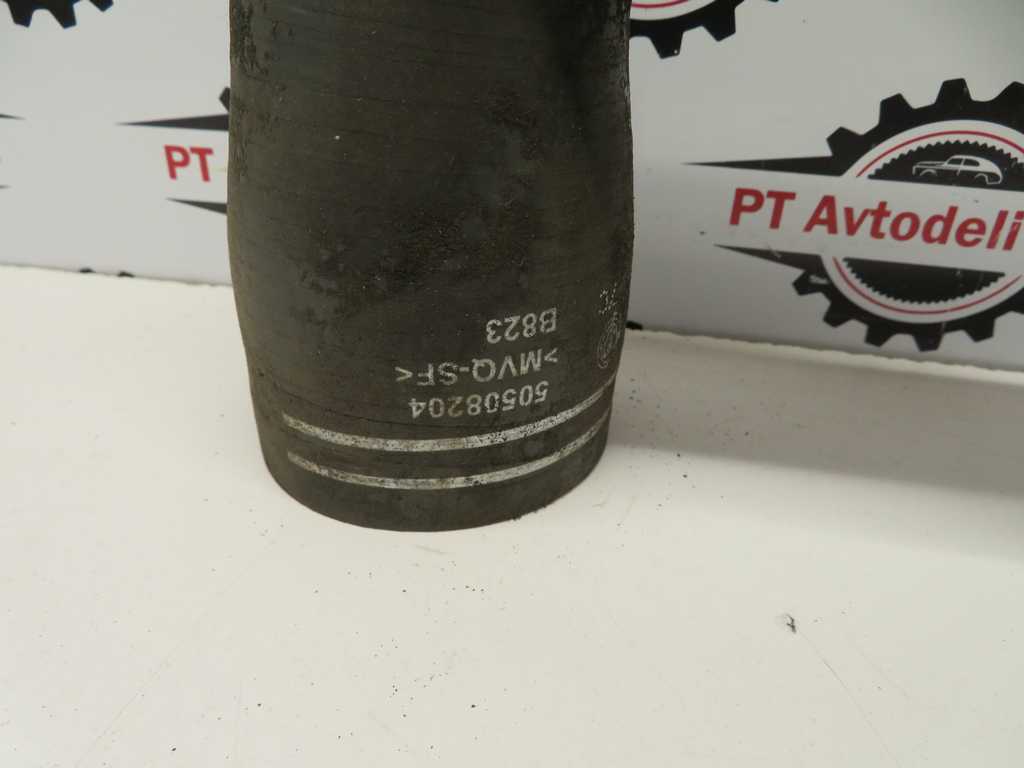 PT
PT Avtodeli
50508204
>MVQ-SF<
B823